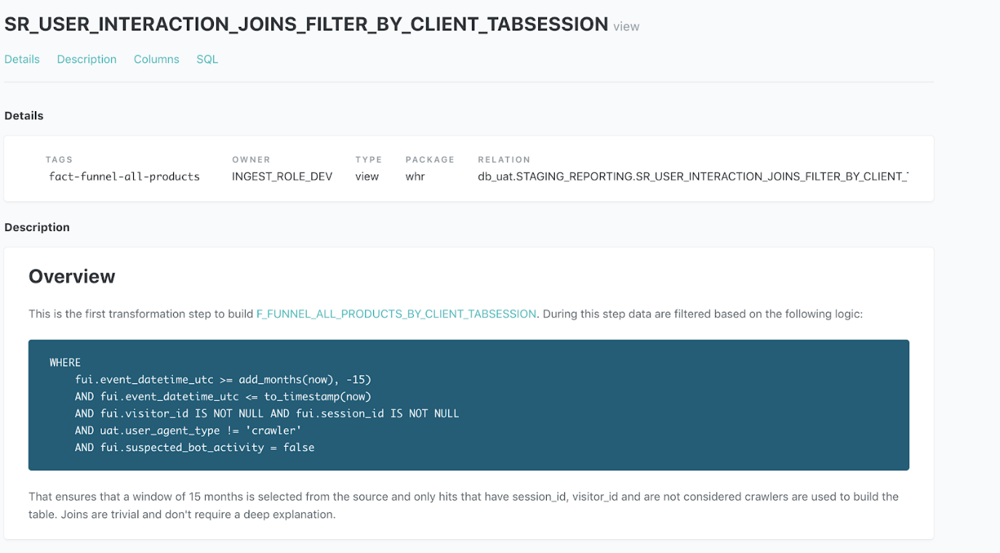 SR_USER_INTERACTION_JOINS_FILTER_BY_CLIENT_TABSESSION view
Details Description Columns SQL
Details
TAGS OWNER TYPE PACKAGE RELATION
fact-funnel-all-products INGEST_ROLE_DEV view whr db_uat.STAGING_REPORTING.SR_USER_INTERACTION_JOINS_FILTER_BY_CLIENT_
Description
Overview
This is the first transformation step to build F_FUNNEL_ALL_PRODUCTS_BY_CLIENT_TABSESSION. During this step data are filtered based on the following logic:
WHERE
fui.event_datetime_utc >= add_months(now), -15)
AND fui.event_datetime_utc <= to_timestamp(now)
AND fui.visitor_id IS NOT NULL AND fui.session_id IS NOT NULL
AND uat.user_agent_type != 'crawler'
AND fui.suspected_bot_activity = false
That ensures that a window of 15 months is selected from the source and only hits that have session_id, visitor_id and are not considered crawlers are used to build the
table. Joins are trivial and don't require a deep explanation.